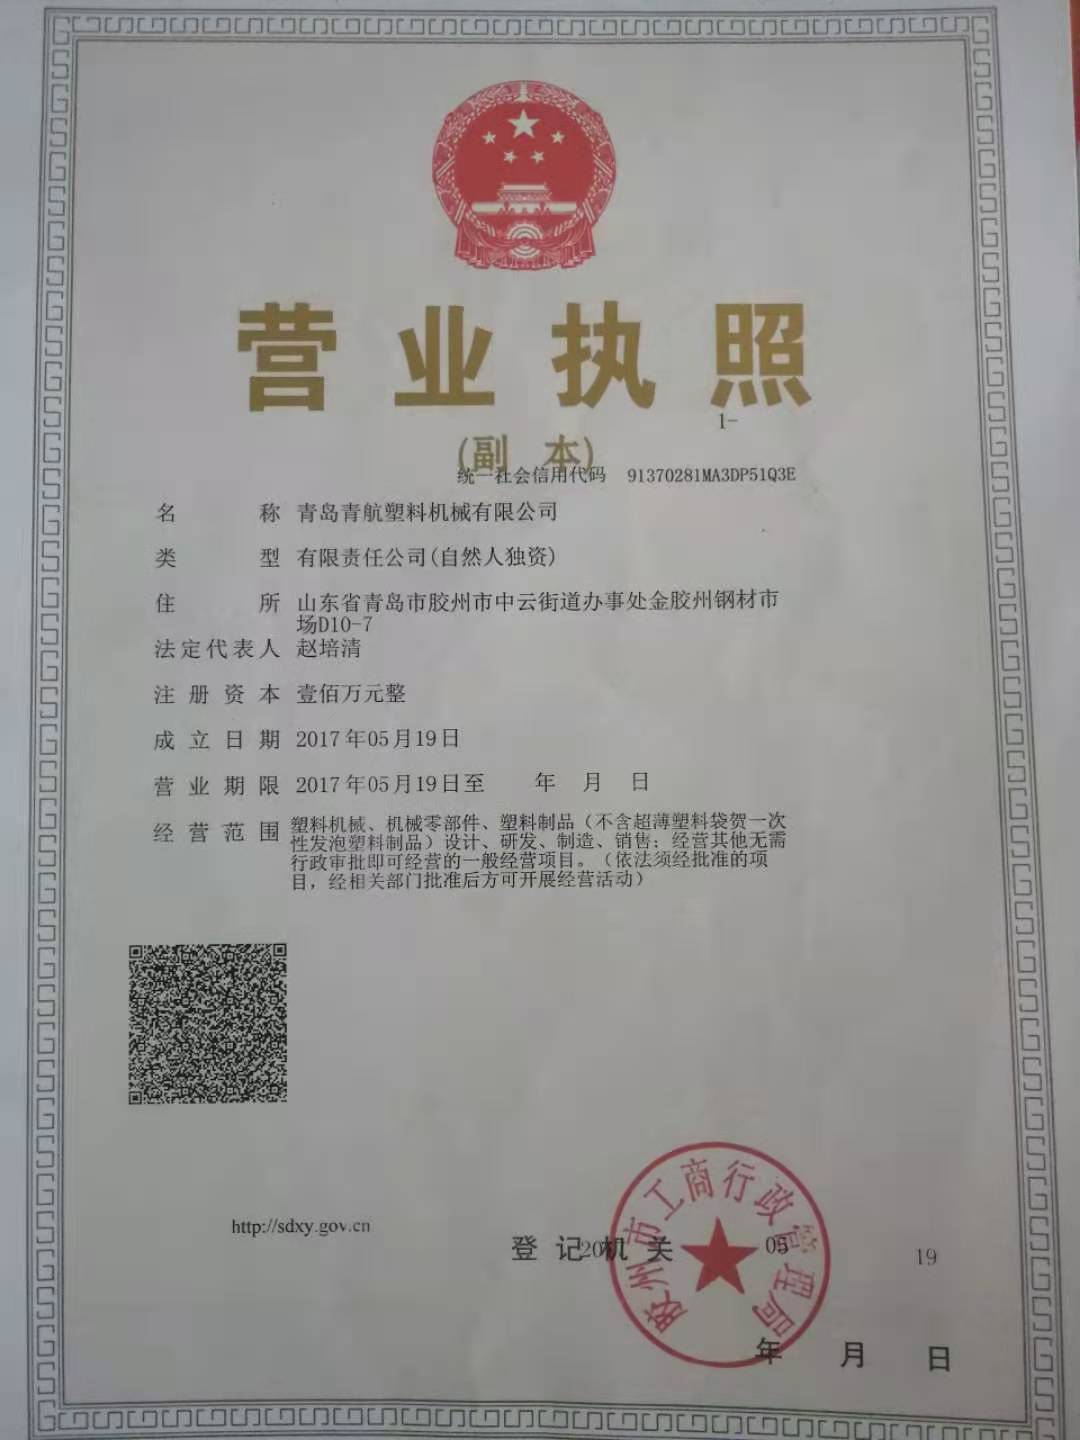 营业执照
1-
(副本)
统一社会信用代码 91370281MA3DP51Q3E
名称 青岛青航塑料机械有限公司
类型 有限责任公司(自然人独资)
住所 山东省青岛市胶州市中云街道办事处金胶州钢材市
场D10-7
法定代表人 赵培清
注册资本 壹佰万元整
成立日期 2017年05月19日
营业期限 2017年05月19日至 年 月 日
经营范围 塑料机械、机械零部件、塑料制品（不含超薄塑料袋贺一次
性发泡塑料制品）设计、研发、制造、销售；经营其他无需
行政审批即可经营的一般经营项目。（依法须经批准的项
目，经相关部门批准后方可开展经营活动）
http://sdxy.gov.cn
登记机关
05 19
胶州市工商行政管理局
年 月 日